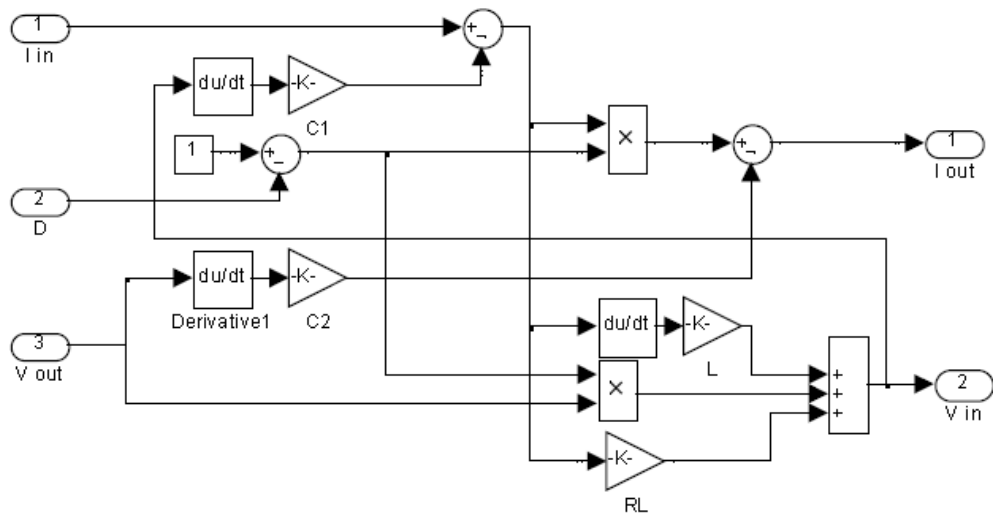 1
I in
+
-
du/dt
-K-
C1
1
+
-
×
+
-
1
I out
2
D
du/dt
Derivative1
-K-
C2
3
V out
du/dt
-K-
L
×
+
+
+
2
V in
-K-
RL